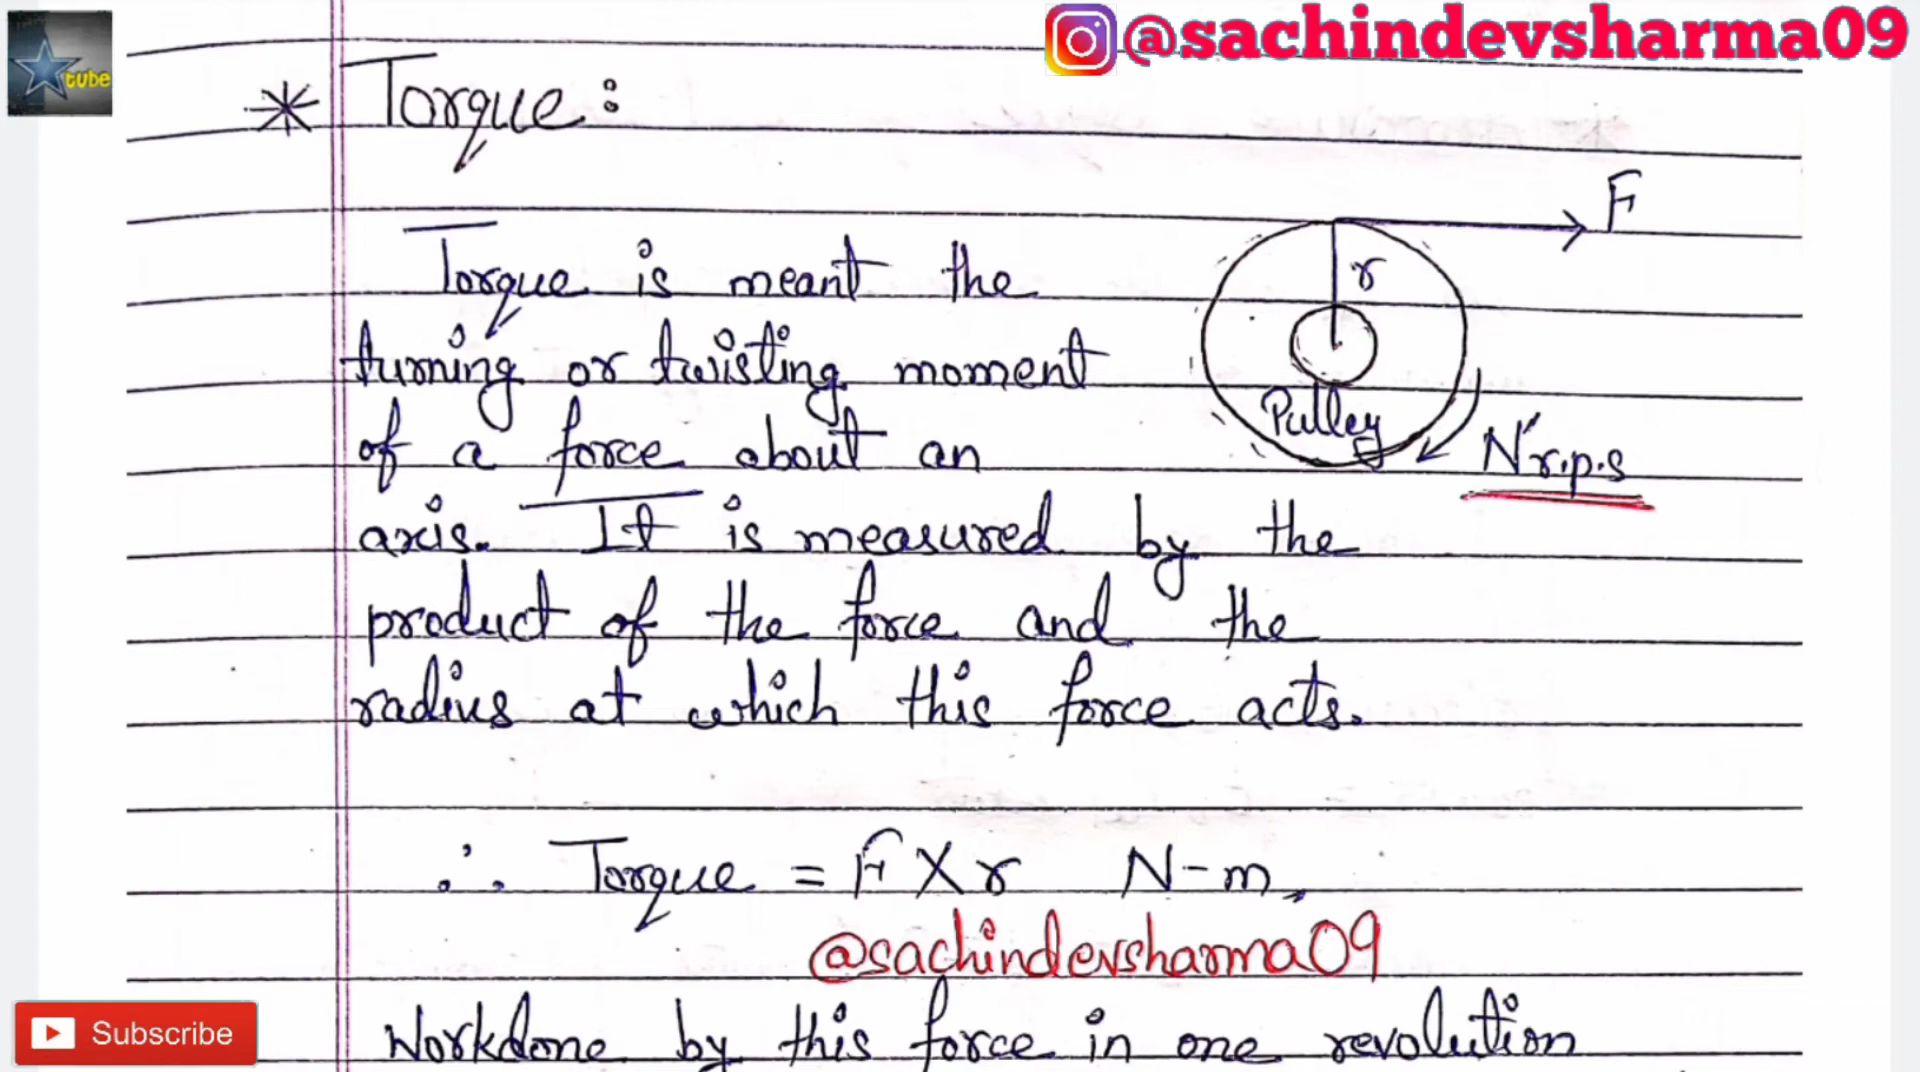 tube
@sachindevsharma09
* Torque:
F
r
Torque is meant the
turning or twisting moment
Pulley
of a force about an
N r.p.s
axis. It is measured by the
product of the force and the
radius at which this force acts.
∴ Torque = F X r N-m
@sachindevsharma09
Workdone by this force in one revolution
Subscribe